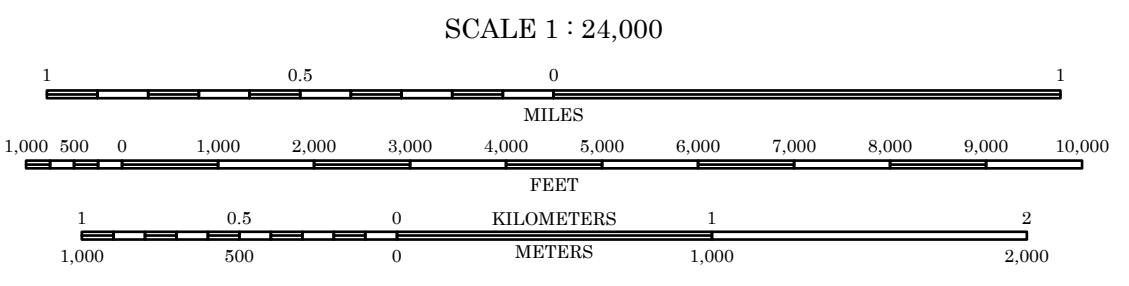 SCALE 1 : 24,000
1 0.5 0 1
MILES
1,000 500 0 1,000 2,000 3,000 4,000 5,000 6,000 7,000 8,000 9,000 10,000
FEET
1 0.5 0 KILOMETERS 1 2
1,000 500 0 METERS 1,000 2,000